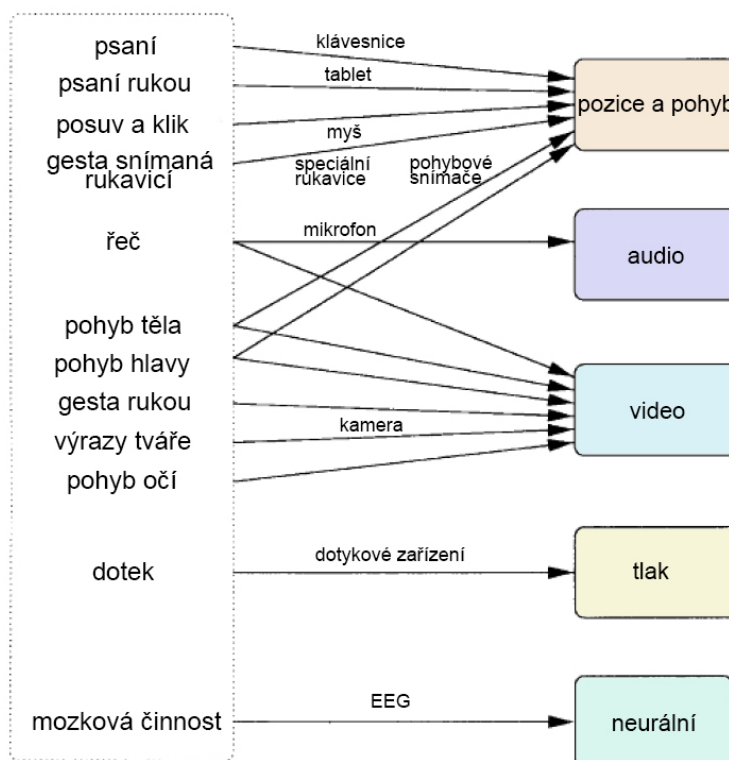 psaní
klávesnice
psaní rukou
tablet
pozice a pohyb
posuv a klik
myš
gesta snímaná
rukavicí
speciální
rukavice
pohybové
snímače
řeč
mikrofon
audio
pohyb těla
pohyb hlavy
gesta rukou
kamera
video
výrazy tváře
pohyb očí
dotek
dotykové zařízení
tlak
mozková činnost
EEG
neurální